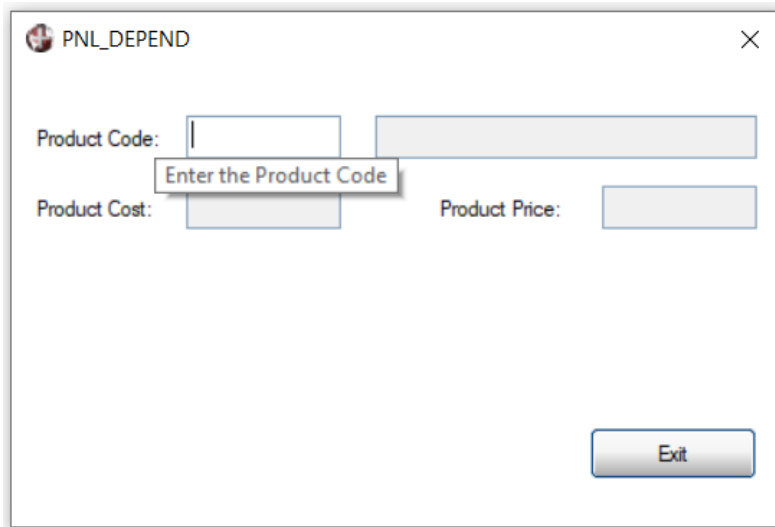 PNL_DEPEND
Product Code:
Enter the Product Code
Product Cost:
Product Price:
Exit